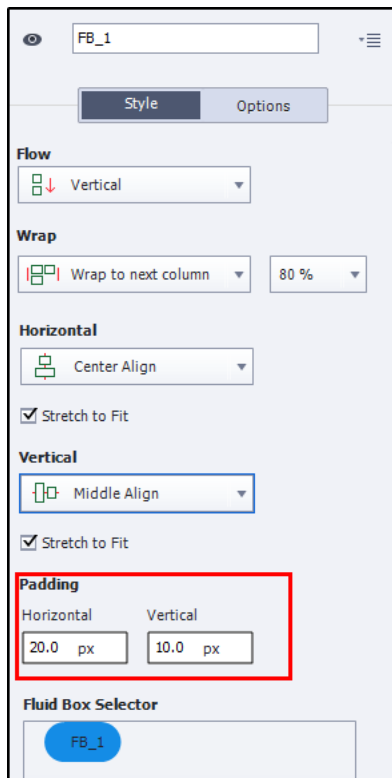 FB_1
Style Options
Flow
Vertical
Wrap
Wrap to next column 80 %
Horizontal
Center Align
Stretch to Fit
Vertical
Middle Align
Stretch to Fit
Padding
Horizontal Vertical
20.0 px 10.0 px
Fluid Box Selector
FB_1